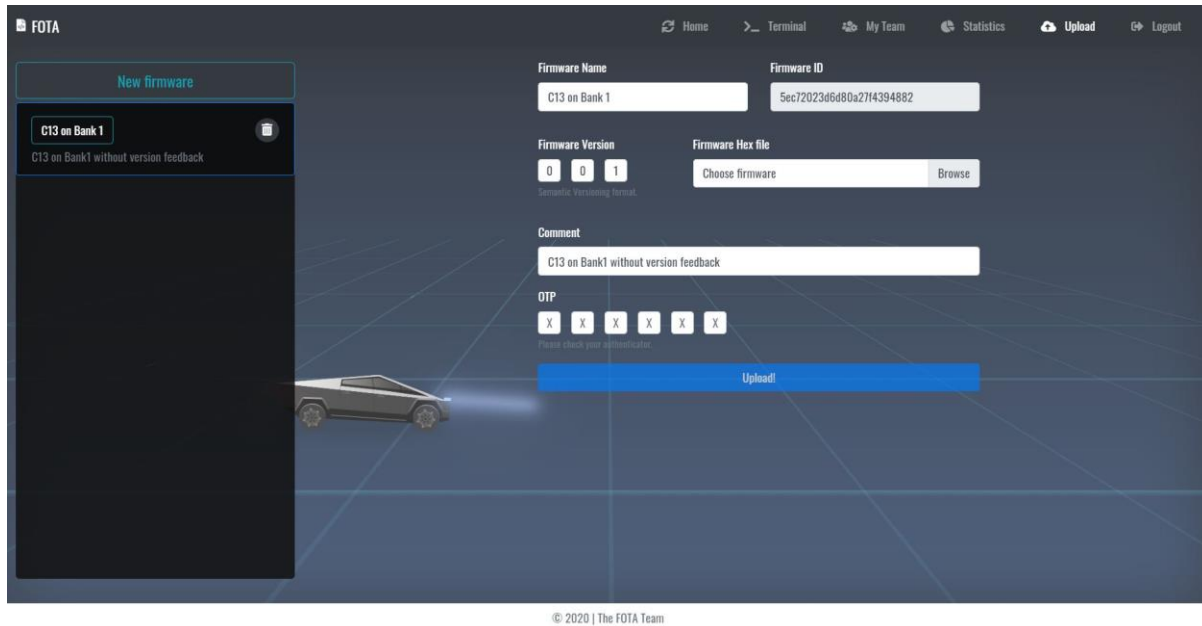 FOTA
Home
>_ Terminal
My Team
Statistics
Upload
Logout
New firmware
C13 on Bank 1
C13 on Bank1 without version feedback
Firmware Name
Firmware ID
C13 on Bank 1
5ec72023d6d80a27f4394882
Firmware Version
Firmware Hex file
0 0 1
Choose firmware
Browse
Semantic Versioning format.
Comment
C13 on Bank1 without version feedback
OTP
X X X X X X
Please check your authenticator.
Upload!
© 2020 | The FOTA Team